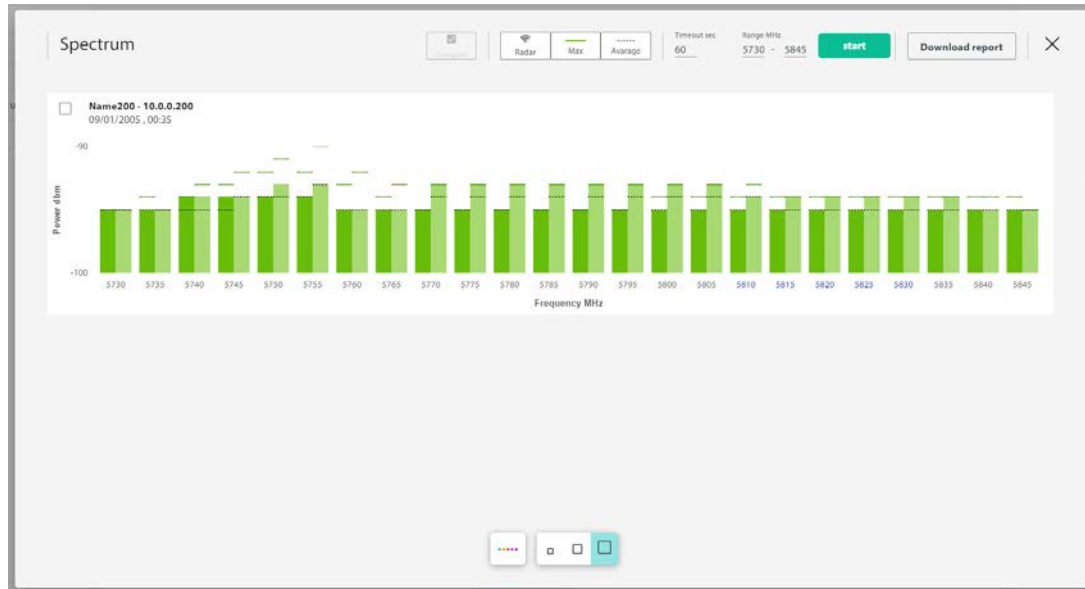 Spectrum
Radar
Max
Avarage
Timeout sec
60
Range MHz
5730 - 5845
start
Download report
Name200 - 10.0.0.200
09/01/2005 , 00:35
-90
Power dbm
-100
5730 5735 5740 5745 5750 5755 5760 5765 5770 5775 5780 5785 5790 5795 5800 5805 5810 5815 5820 5825 5830 5835 5840 5845
Frequency MHz